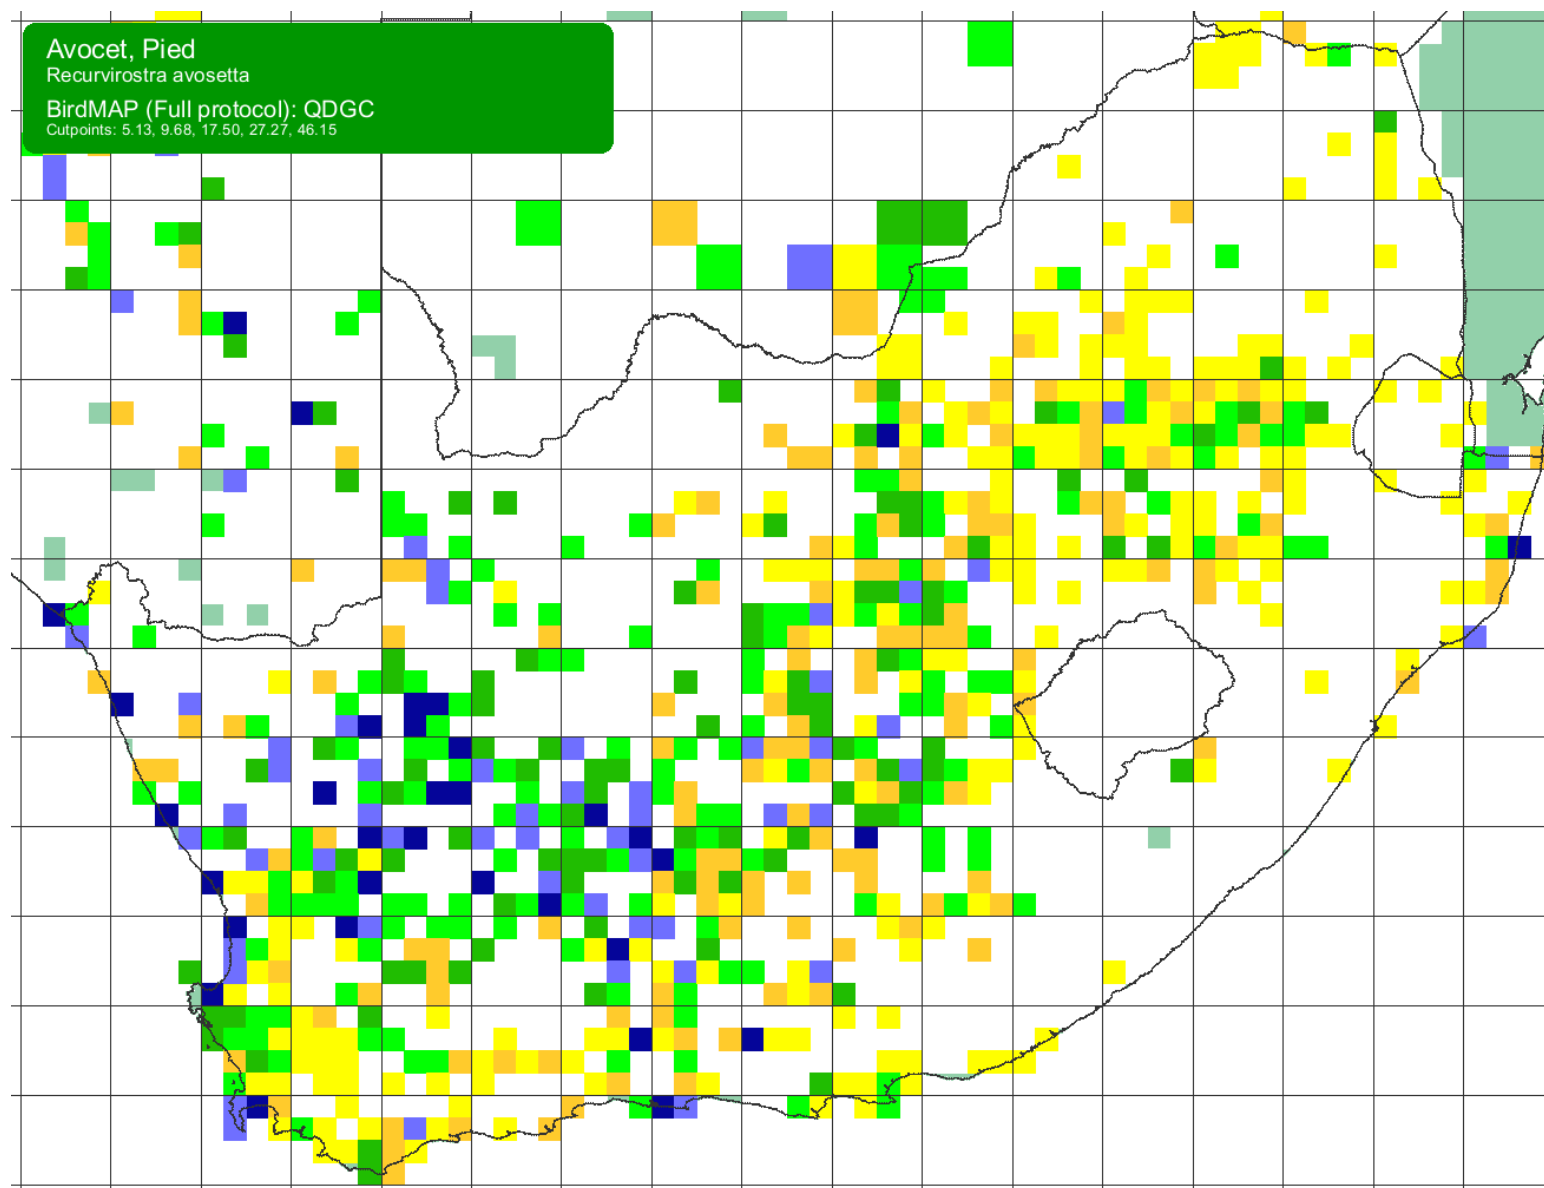 Avocet, Pied
Recurvirostra avosetta
BirdMAP (Full protocol): QDGC
Cutpoints: 5.13, 9.68, 17.50, 27.27, 46.15